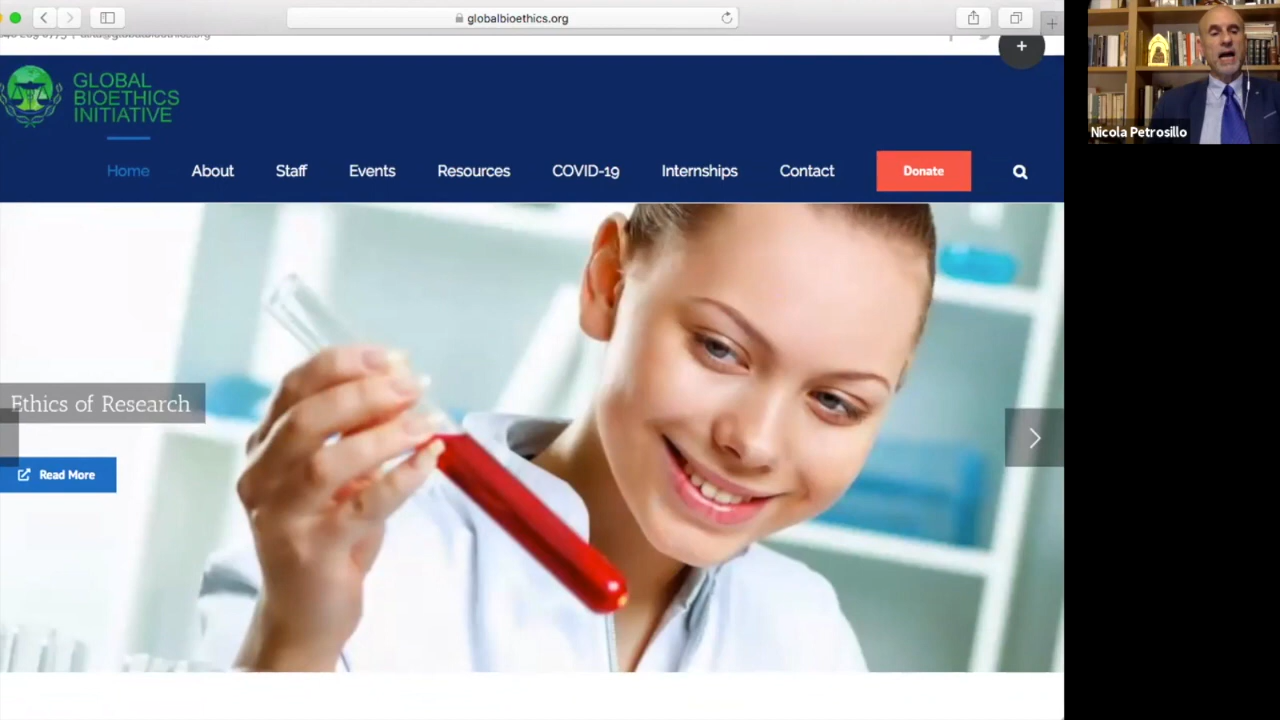 globalbioethics.org
GLOBAL
BIOETHICS
INITIATIVE
Home
About
Staff
Events
Resources
COVID-19
Internships
Contact
Donate
Nicola Petrosillo
Ethics of Research
Read More